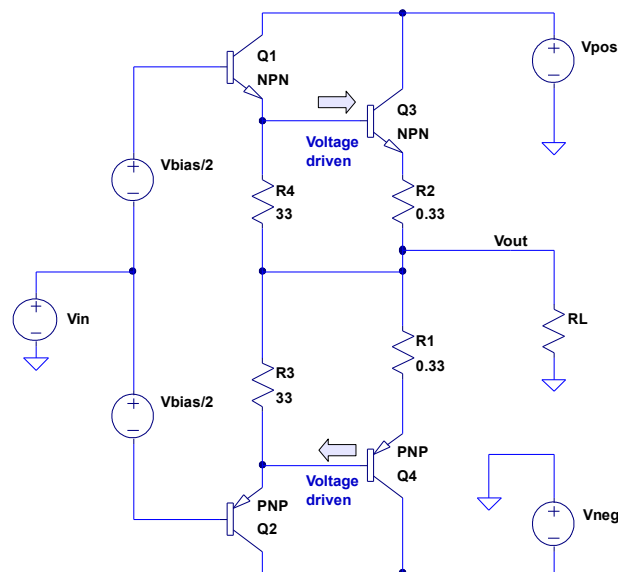 Q1
NPN
Vpos
Q3
NPN
Voltage
driven
Vbias/2
R4
33
R2
0.33
Vout
Vin
RL
R1
0.33
R3
33
Vbias/2
PNP
Q4
Voltage
driven
PNP
Q2
Vneg